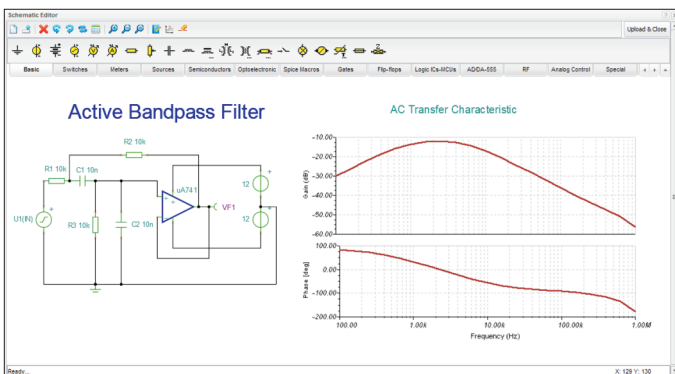 Schematic Editor
Upload & Close
Basic Switches Meters Sources Semiconductors Optoelectronic Spice Macros Gates Flip-flops Logic ICs-MCUs AD/DA-555 RF Analog Control Special
Active Bandpass Filter
AC Transfer Characteristic
R2 10k
R1 10k
C1 10n
uA741
12
U1(IN)
R3 10k
C2 10n
VF1
12
Gain (dB)
-10.00
-20.00
-30.00
-40.00
-50.00
-60.00
Phase [deg]
100.00
0.00
-100.00
-200.00
100.00 1.00k 10.00k 100.00k 1.00M
Frequency (Hz)
Ready...
X: 129 Y: 130